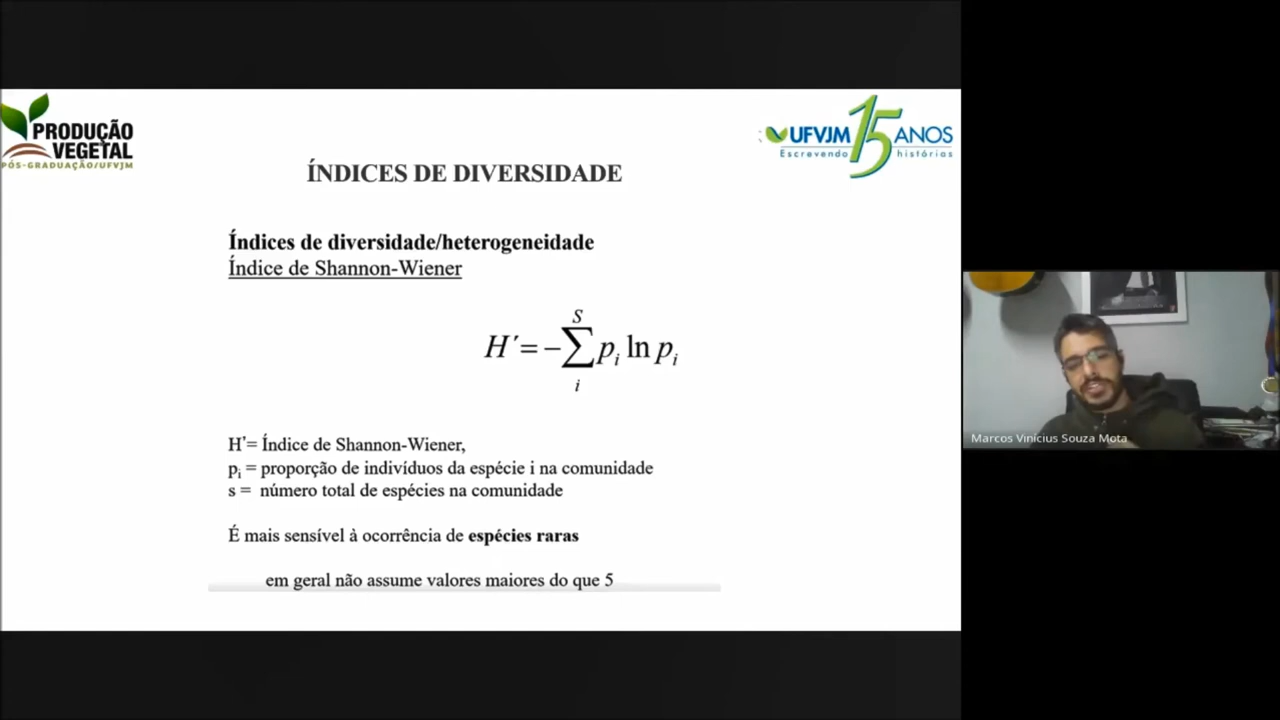 PRODUÇÃO
VEGETAL
PÓS-GRADUAÇÃO/UFVJM
UFVJM 15 ANOS
Escrevendo histórias
ÍNDICES DE DIVERSIDADE
Índices de diversidade/heterogeneidade
Índice de Shannon-Wiener
S
H´= −∑ pᵢ ln pᵢ
i
H'= Índice de Shannon-Wiener,
pᵢ = proporção de indivíduos da espécie i na comunidade
s = número total de espécies na comunidade
É mais sensível à ocorrência de espécies raras
em geral não assume valores maiores do que 5
Marcos Vinícius Souza Mota